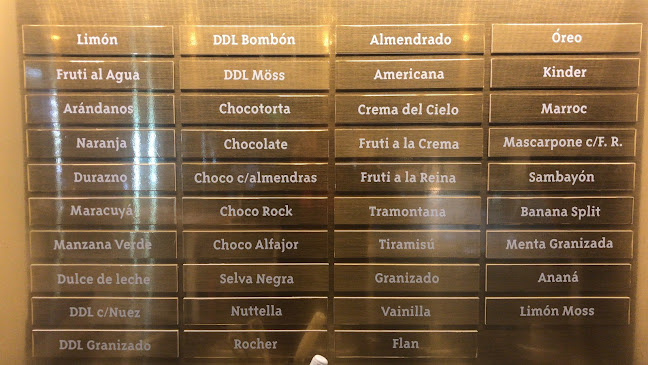 Limón
Fruti al Agua
Arándanos
Naranja
Durazno
Maracuyá
Manzana Verde
Dulce de leche
DDL c/Nuez
DDL Granizado
DDL Bombón
DDL Möss
Chocotorta
Chocolate
Choco c/almendras
Choco Rock
Choco Alfajor
Selva Negra
Nuttella
Rocher
Almendrado
Americana
Crema del Cielo
Fruti a la Crema
Fruti a la Reina
Tramontana
Tiramisú
Granizado
Vainilla
Flan
Óreo
Kinder
Marroc
Mascarpone c/F. R.
Sambayón
Banana Split
Menta Granizada
Ananá
Limón Moss